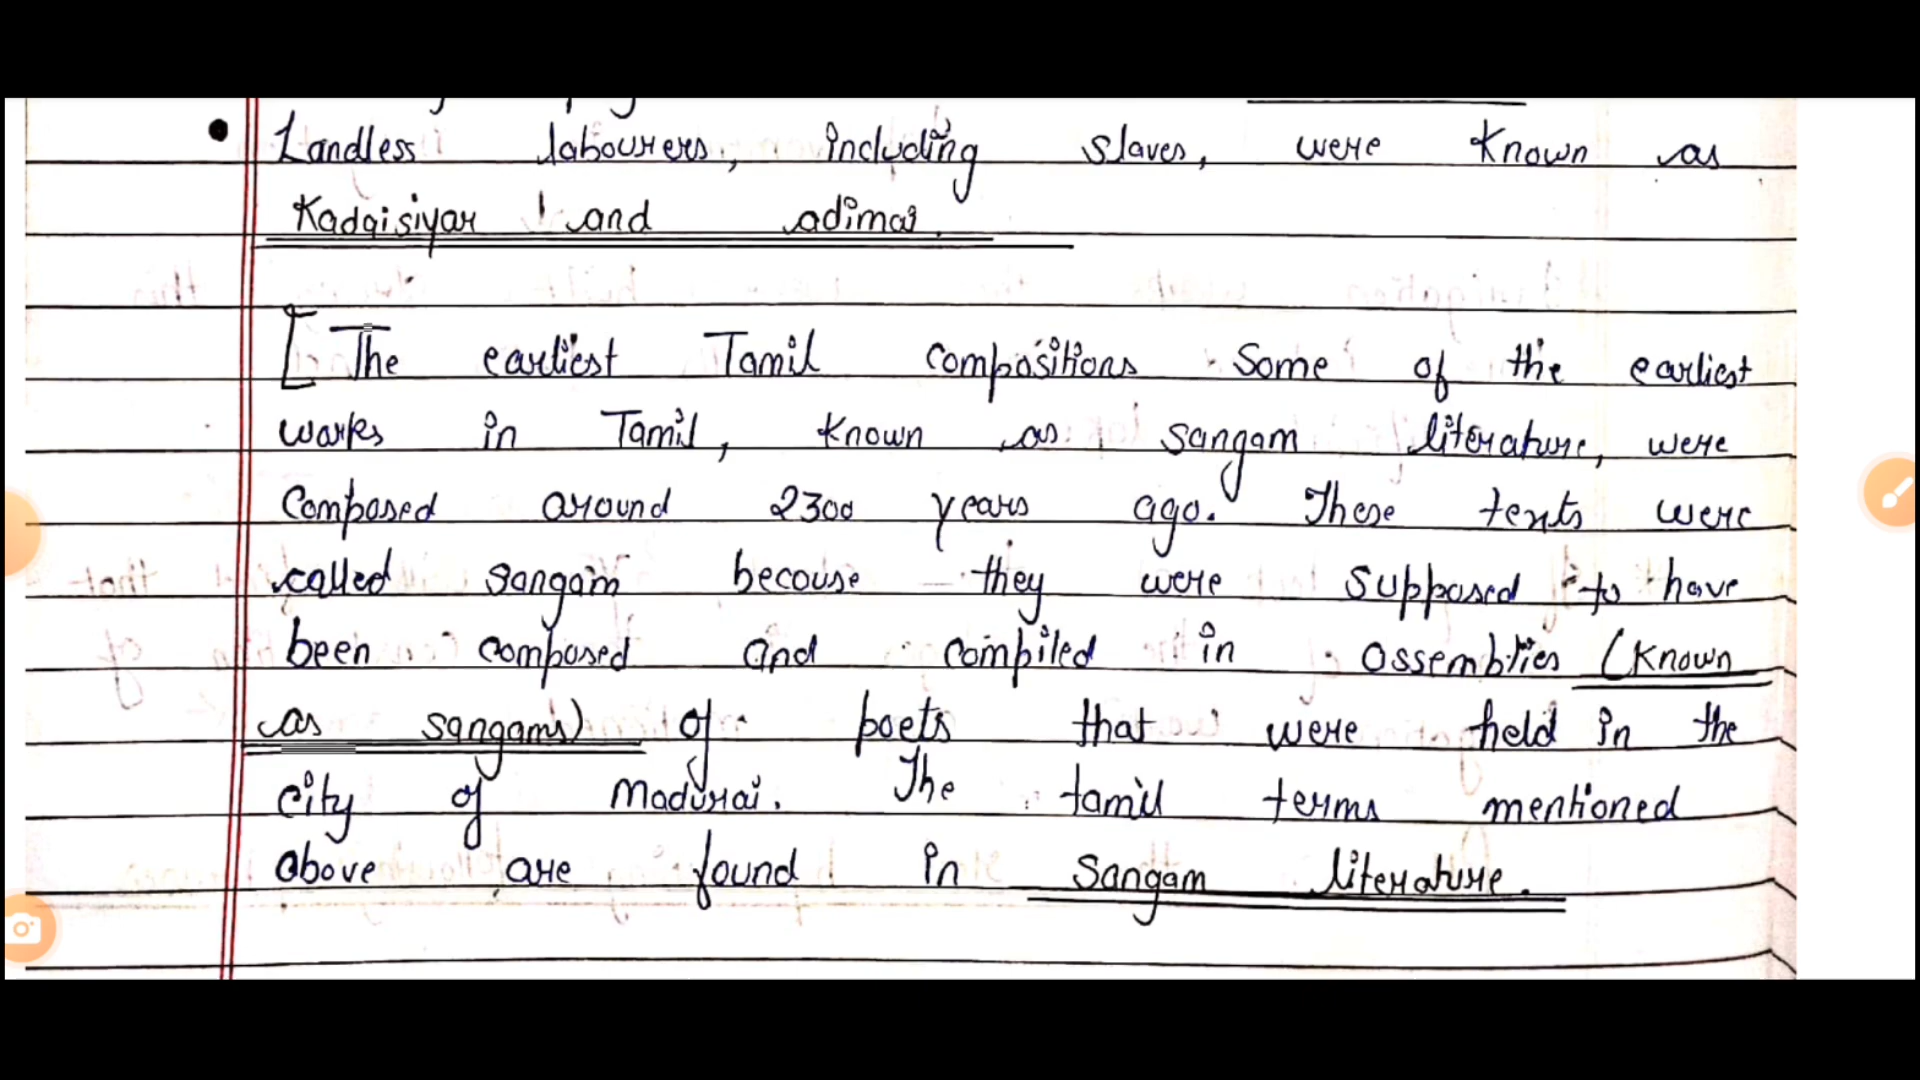 • Landless labourers, including slaves, were known as
Kadaisiyar and adimai.
[The earliest Tamil compositions Some of the earliest
works in Tamil, known as sangam literature, were
composed around 2300 years ago. These texts were
called sangam becouse they were supposed to have
been composed and compiled in assemblies (known
as sangams) of poets that were held in the
city of Madurai. The tamil terms mentioned
above are found in Sangam literature.